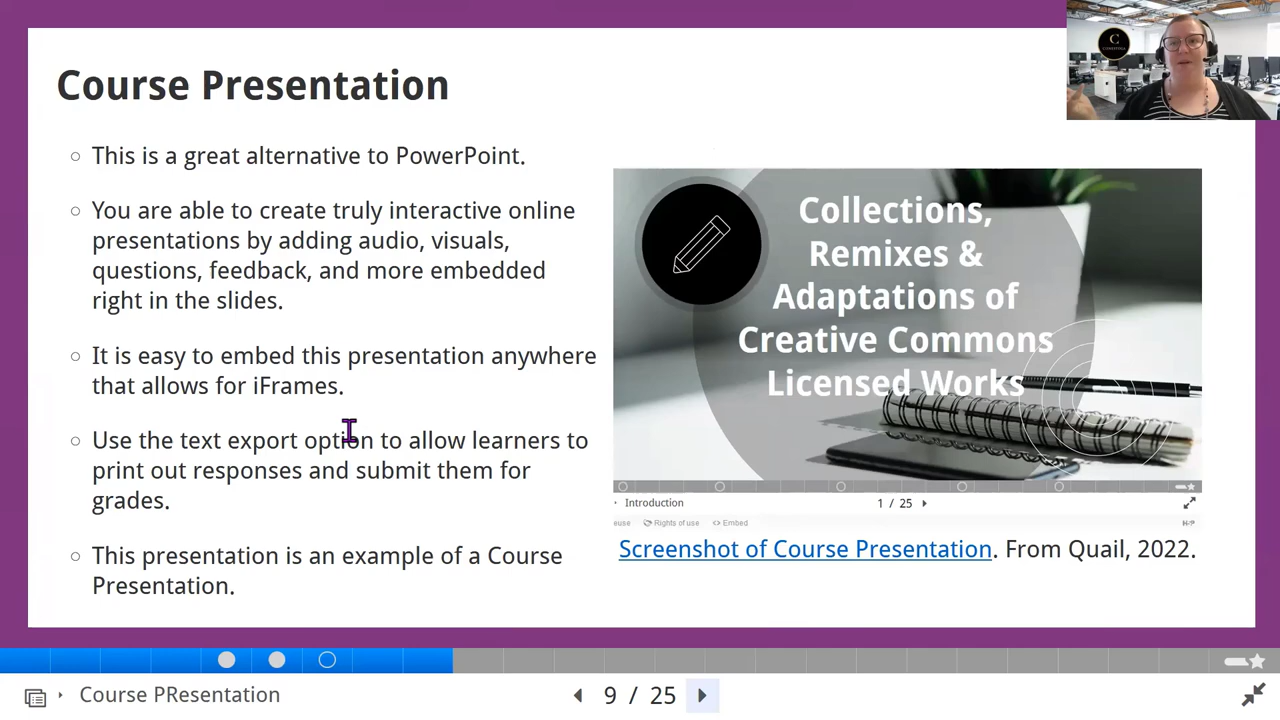 Course Presentation
This is a great alternative to PowerPoint.
You are able to create truly interactive online
presentations by adding audio, visuals,
questions, feedback, and more embedded
right in the slides.
It is easy to embed this presentation anywhere
that allows for iFrames.
Use the text export option to allow learners to
print out responses and submit them for
grades.
This presentation is an example of a Course
Presentation.
C
Collections,
Remixes &
Adaptations of
Creative Commons
Licensed Works
Introduction
1 / 25
euse Rights of use <> Embed
H-P
Screenshot of Course Presentation. From Quail, 2022.
Course PResentation
9 / 25